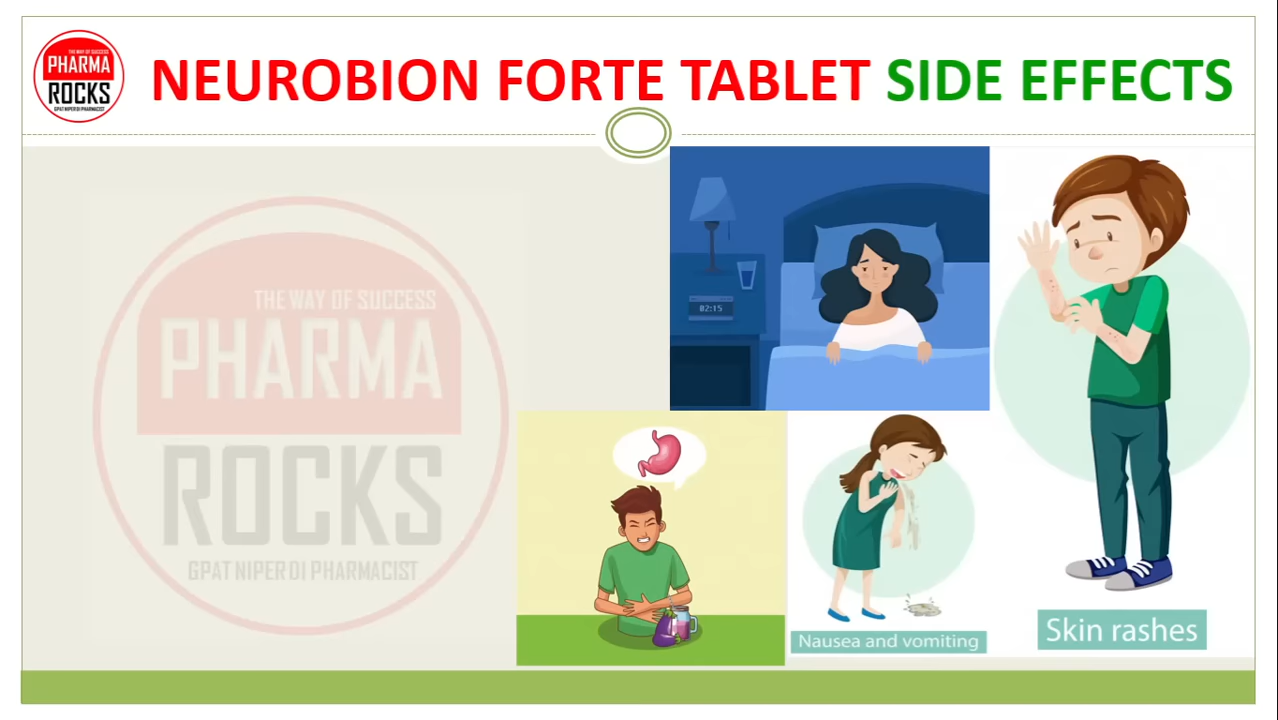 THE WAY OF SUCCESS
PHARMA
ROCKS
GPAT NIPER DI PHARMACIST
NEUROBION FORTE TABLET SIDE EFFECTS
THE WAY OF SUCCESS
PHARMA
ROCKS
GPAT NIPER DI PHARMACIST
02:15
Nausea and vomiting
Skin rashes